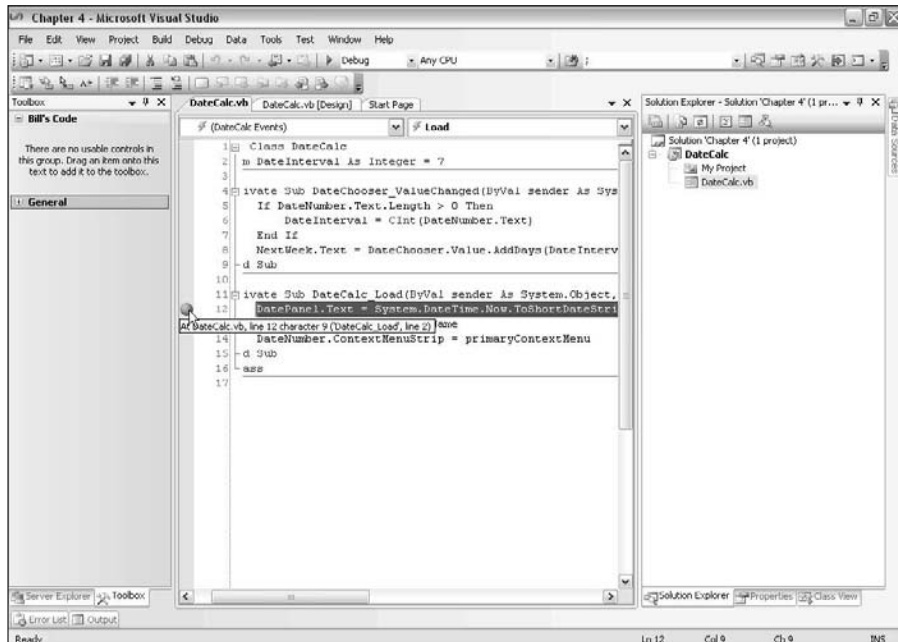 Chapter 4 - Microsoft Visual Studio
File Edit View Project Build Debug Data Tools Test Window Help
Debug Any CPU
Toolbox
Bill's Code
There are no usable controls in
this group. Drag an item onto this
text to add it to the toolbox.
General
DateCalc.vb DateCalc.vb [Design] Start Page
(DateCalc Events) Load
1 Class DateCalc
2 m DateInterval As Integer = 7
3
4 ivate Sub DateChooser_ValueChanged(ByVal sender As Sys
5 If DateNumber.Text.Length > 0 Then
6 DateInterval = CInt(DateNumber.Text)
7 End If
8 NextWeek.Text = DateChooser.Value.AddDays(DateInterv
9 d Sub
10
11 ivate Sub DateCalc_Load(ByVal sender As System.Object,
12 DatePanel.Text = System.DateTime.Now.ToShortDateStri
At DateCalc.vb, line 12 character 9 ('DateCalc_Load', line 2)
14 DateNumber.ContextMenuStrip = primaryContextMenu
15 d Sub
16 ass
17
Solution Explorer - Solution 'Chapter 4' (1 pr...
Solution 'Chapter 4' (1 project)
DateCalc
My Project
DateCalc.vb
Data Sources
Server Explorer Toolbox
Solution Explorer Properties Class View
Error List Output
Ready Ln 12 Col 9 Ch 9 INS